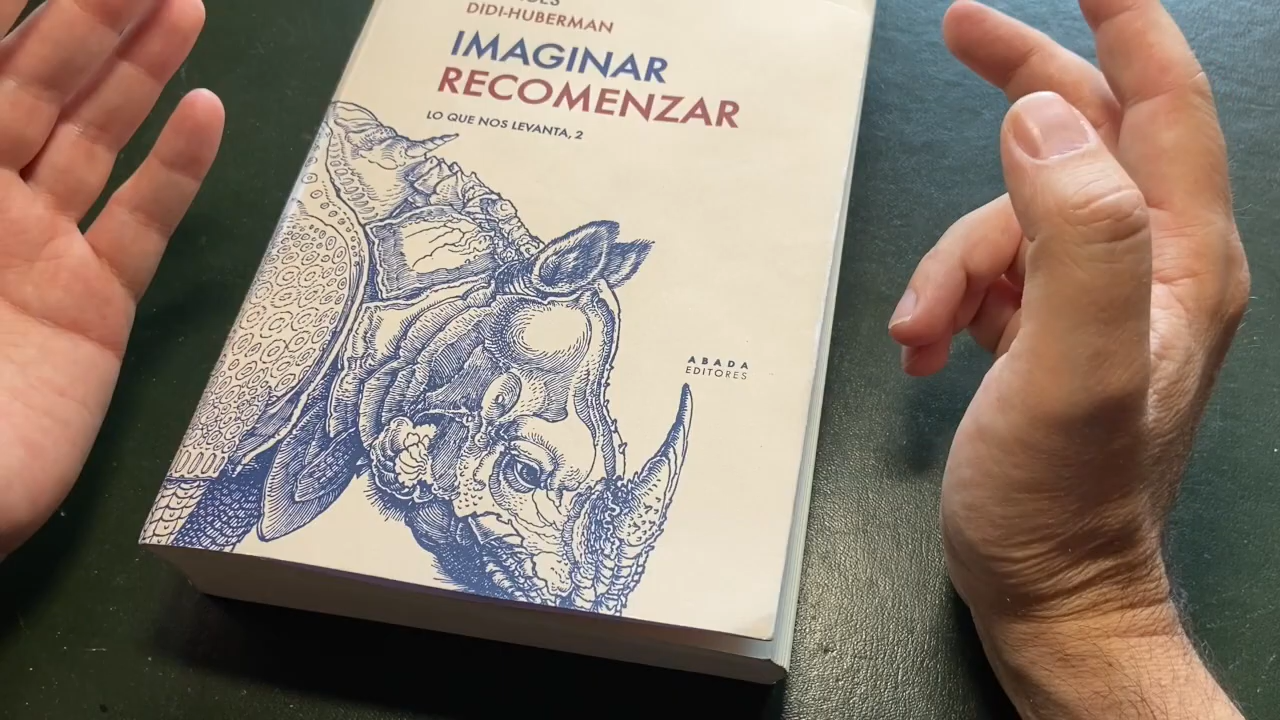 DIDI-HUBERMAN
IMAGINAR
RECOMENZAR
LO QUE NOS LEVANTA, 2
ABADA
EDITORES